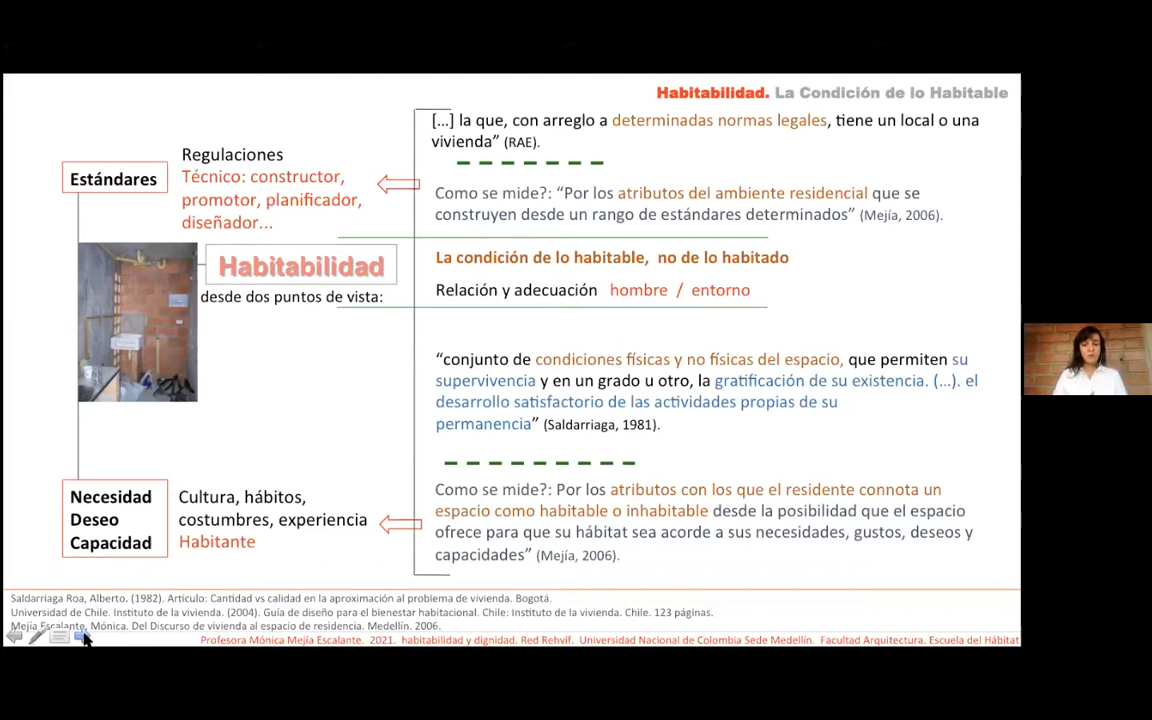 Habitabilidad. La Condición de lo Habitable
[...] la que, con arreglo a determinadas normas legales, tiene un local o una
vivienda” (RAE).
Estándares
Regulaciones
Técnico: constructor,
promotor, planificador,
diseñador...
Como se mide?: “Por los atributos del ambiente residencial que se
construyen desde un rango de estándares determinados” (Mejía, 2006).
Habitabilidad
desde dos puntos de vista:
La condición de lo habitable, no de lo habitado
Relación y adecuación hombre / entorno
“conjunto de condiciones físicas y no físicas del espacio, que permiten su
supervivencia y en un grado u otro, la gratificación de su existencia. (...). el
desarrollo satisfactorio de las actividades propias de su
permanencia” (Saldarriaga, 1981).
Necesidad
Deseo
Capacidad
Cultura, hábitos,
costumbres, experiencia
Habitante
Como se mide?: Por los atributos con los que el residente connota un
espacio como habitable o inhabitable desde la posibilidad que el espacio
ofrece para que su hábitat sea acorde a sus necesidades, gustos, deseos y
capacidades” (Mejía, 2006).
Saldarriaga Roa, Alberto. (1982). Artículo: Cantidad vs calidad en la aproximación al problema de vivienda. Bogotá.
Universidad de Chile. Instituto de la vivienda. (2004). Guía de diseño para el bienestar habitacional. Chile: Instituto de la vivienda. Chile. 123 páginas.
Mejía Escalante, Mónica. Del Discurso de vivienda al espacio de residencia. Medellín. 2006.
Profesora Mónica Mejía Escalante. 2021. habitabilidad y dignidad. Red Rehvif. Universidad Nacional de Colombia Sede Medellín. Facultad Arquitectura. Escuela del Hábitat